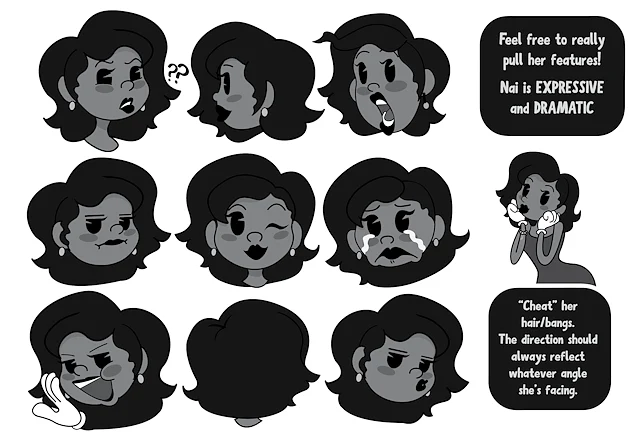 ??
Feel free to really
pull her features!
Nai is EXPRESSIVE
and DRAMATIC
"Cheat" her
hair/bangs.
The direction should
always reflect
whatever angle
she's facing.